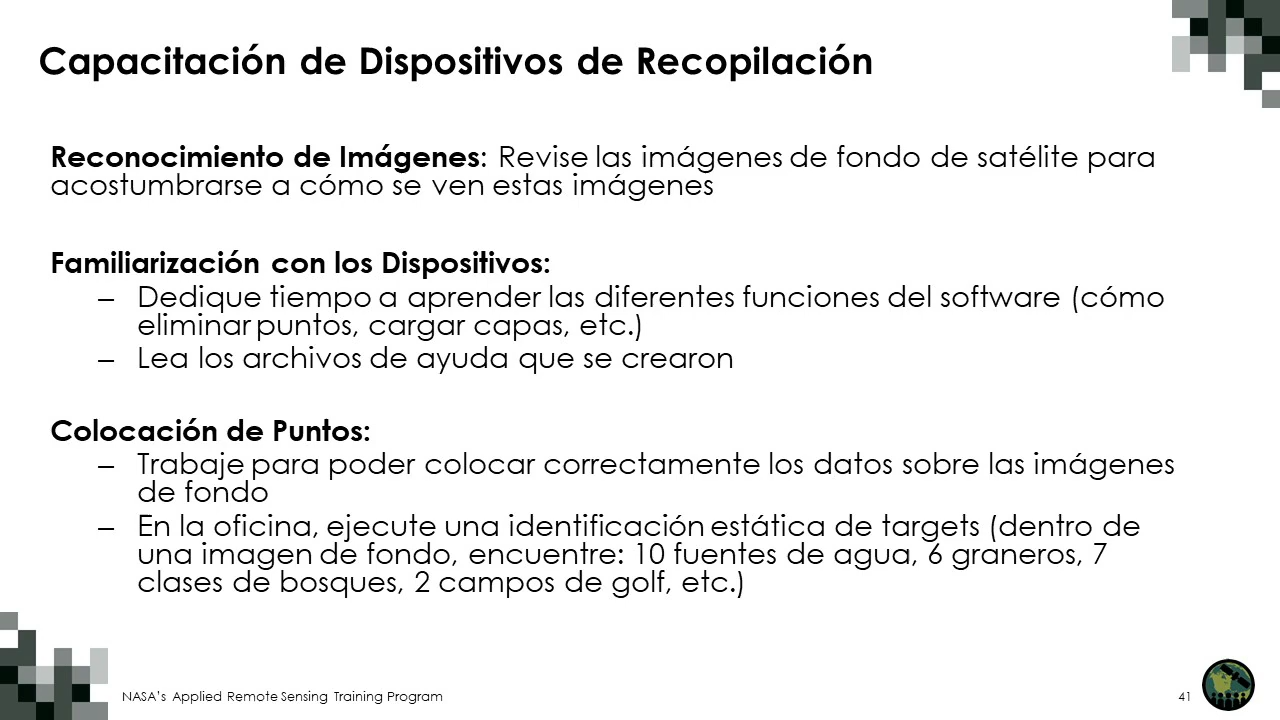 Capacitación de Dispositivos de Recopilación
Reconocimiento de Imágenes: Revise las imágenes de fondo de satélite para
acostumbrarse a cómo se ven estas imágenes
Familiarización con los Dispositivos:
– Dedique tiempo a aprender las diferentes funciones del software (cómo
eliminar puntos, cargar capas, etc.)
– Lea los archivos de ayuda que se crearon
Colocación de Puntos:
– Trabaje para poder colocar correctamente los datos sobre las imágenes
de fondo
– En la oficina, ejecute una identificación estática de targets (dentro de
una imagen de fondo, encuentre: 10 fuentes de agua, 6 graneros, 7
clases de bosques, 2 campos de golf, etc.)
NASA's Applied Remote Sensing Training Program
41